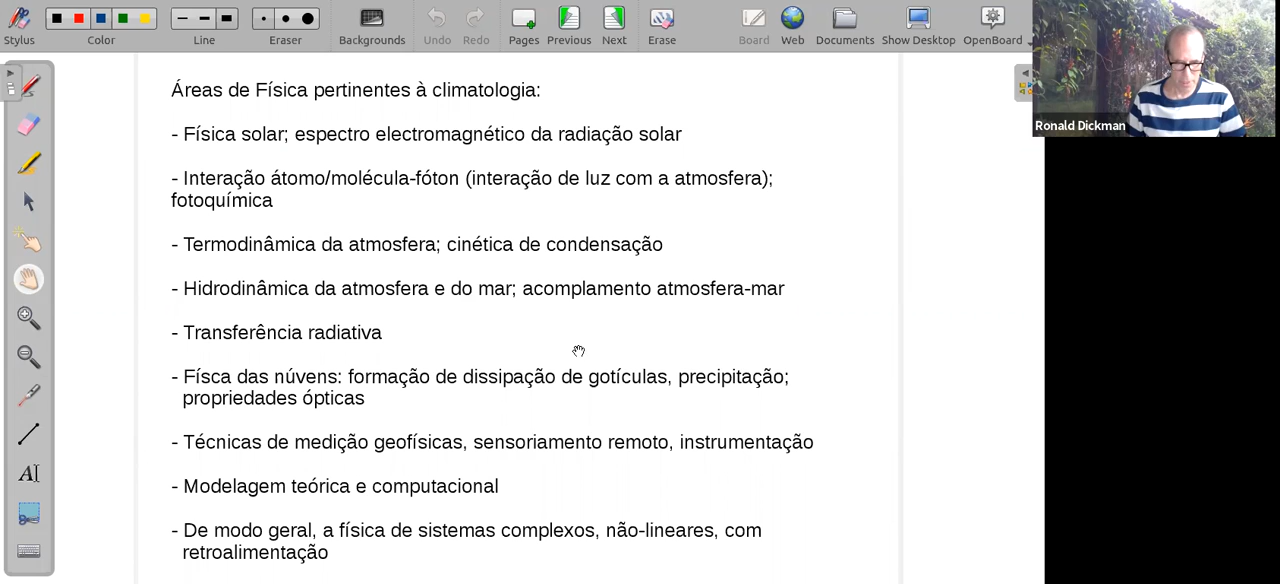 Stylus Color Line Eraser Backgrounds Undo Redo Pages Previous Next Erase Board Web Documents Show Desktop OpenBoard
Ronald Dickman
Áreas de Física pertinentes à climatologia:
- Física solar; espectro electromagnético da radiação solar
- Interação átomo/molécula-fóton (interação de luz com a atmosfera);
fotoquímica
- Termodinâmica da atmosfera; cinética de condensação
- Hidrodinâmica da atmosfera e do mar; acomplamento atmosfera-mar
- Transferência radiativa
- Físca das núvens: formação de dissipação de gotículas, precipitação;
propriedades ópticas
- Técnicas de medição geofísicas, sensoriamento remoto, instrumentação
- Modelagem teórica e computacional
- De modo geral, a física de sistemas complexos, não-lineares, com
retroalimentação